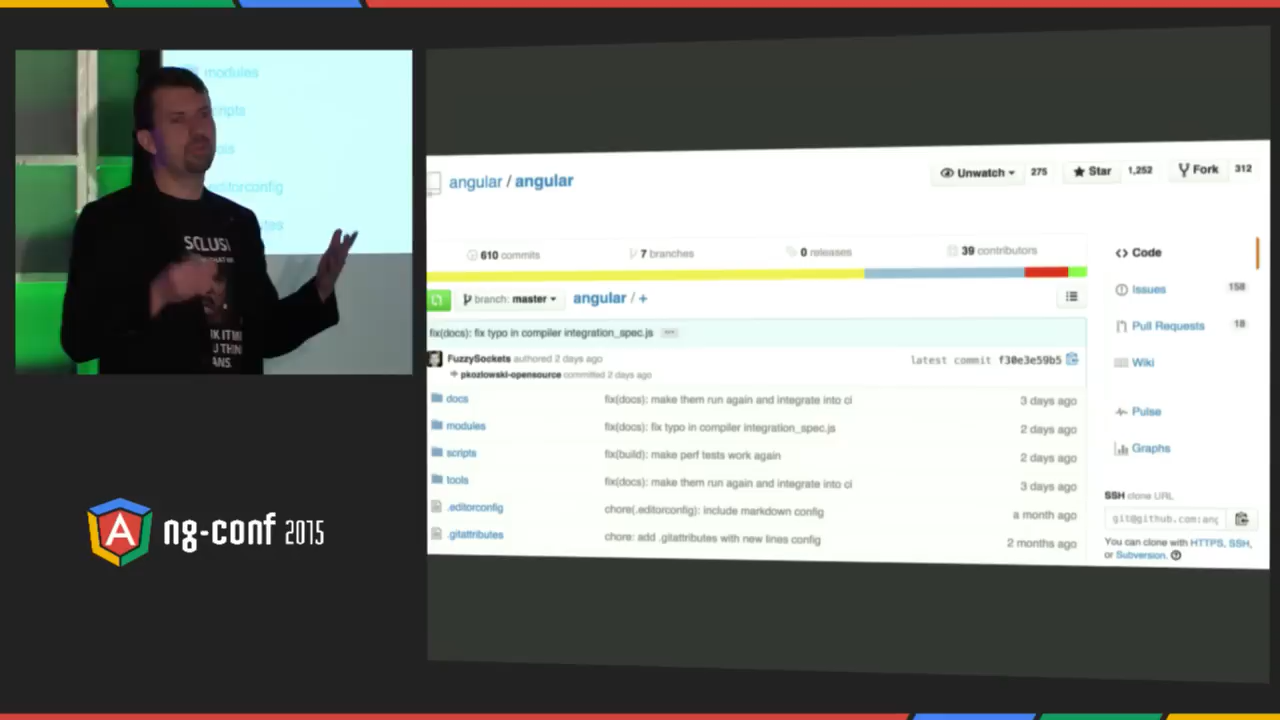 modules
editorconfig
angular / angular
Unwatch
275
Star
1,252
Fork
312
610 commits
7 branches
0 releases
39 contributors
Code
Issues
158
branch: master
angular / +
Pull Requests
18
fix(docs): fix typo in compiler integration_spec.js
FuzzySockets authored 2 days ago
latest commit f30e3e59b5
pkozlowski-opensource committed 2 days ago
Wiki
docs
fix(docs): make them run again and integrate into ci
3 days ago
Pulse
modules
fix(docs): fix typo in compiler integration_spec.js
2 days ago
Graphs
scripts
fix(build): make perf tests work again
2 days ago
tools
fix(docs): make them run again and integrate into ci
3 days ago
SSH clone URL
.editorconfig
chore(.editorconfig): include markdown config
a month ago
git@github.com:ang
.gitattributes
chore: add .gitattributes with new lines config
2 months ago
You can clone with HTTPS, SSH,
or Subversion.
A
ng-conf 2015